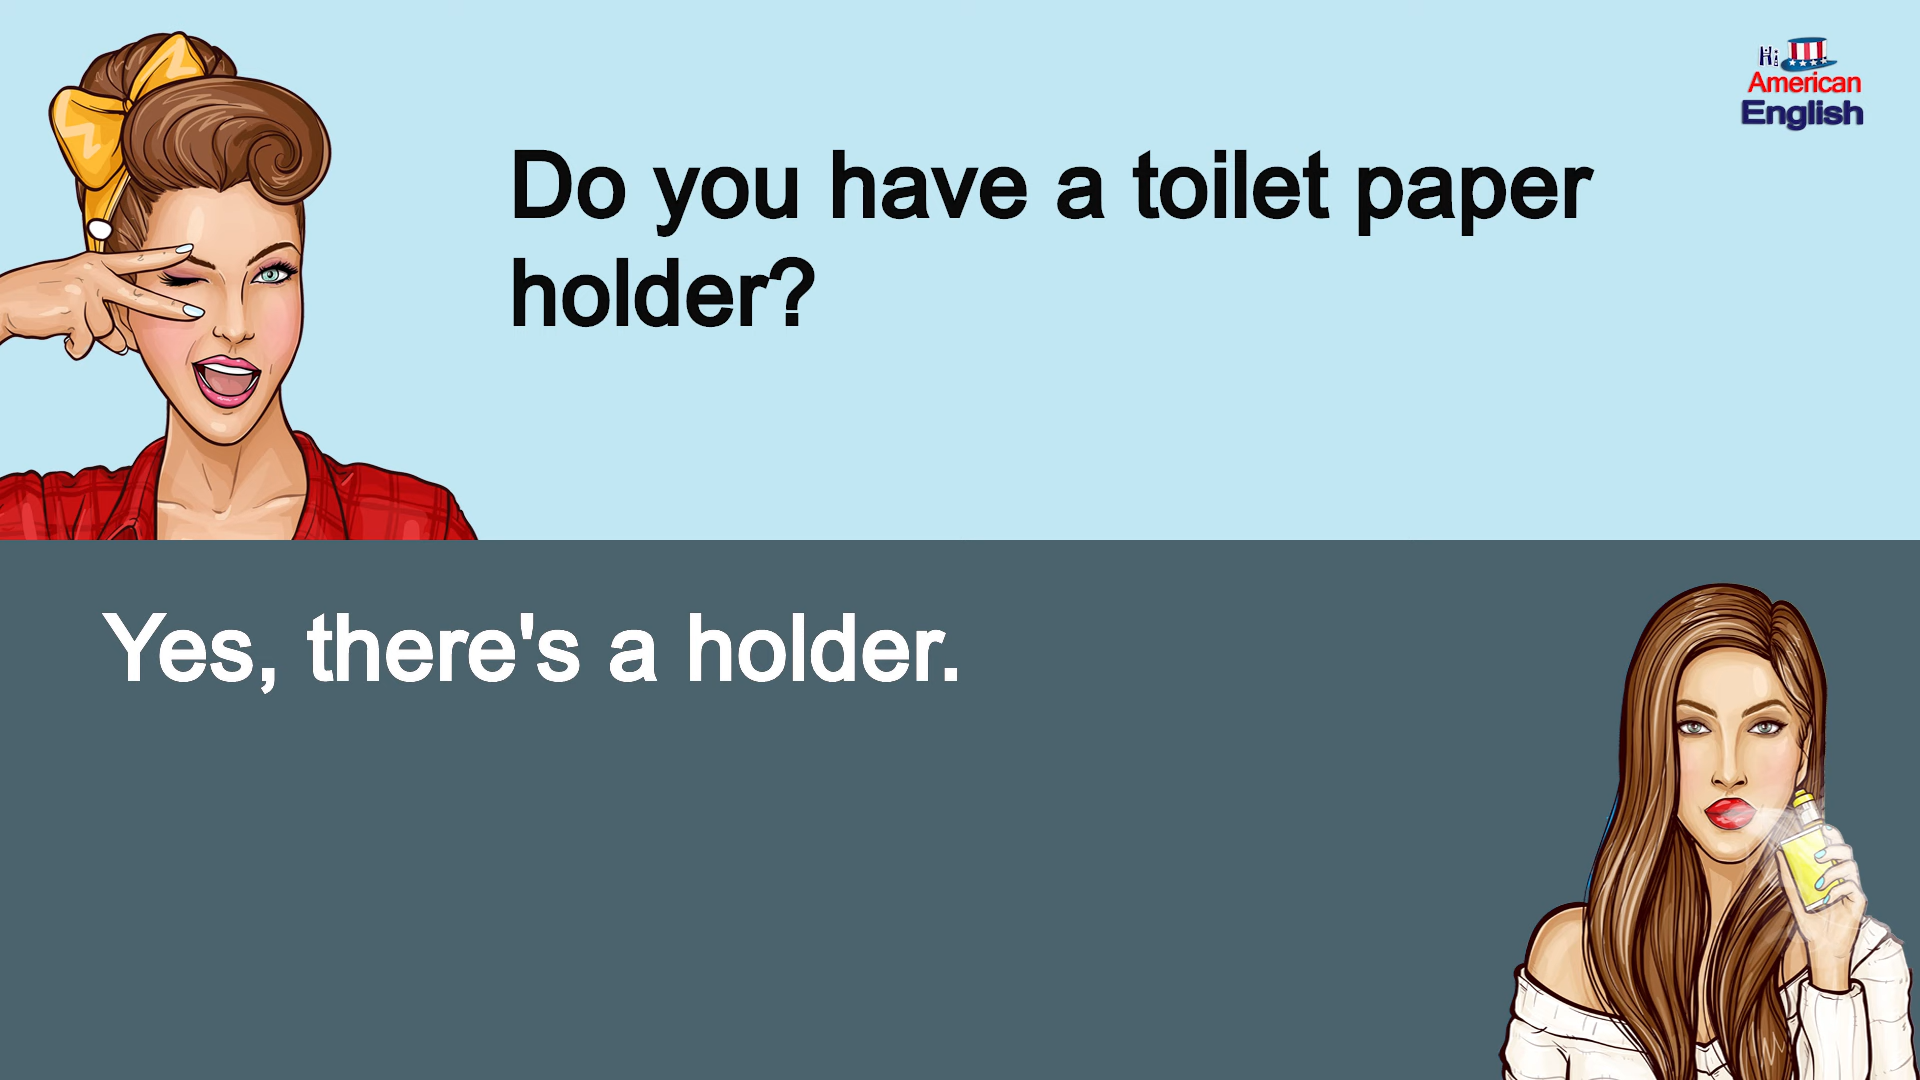 Hi
American
English
Do you have a toilet paper
holder?
Yes, there's a holder.